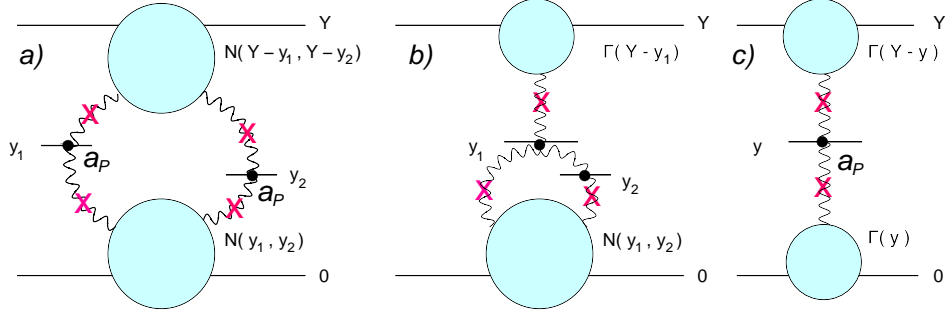 Y
a)
N(Y – y1 , Y – y2)
y1
aP
aP
y2
N(y1 , y2)
0
Y
b)
Γ(Y - y1)
y1
y2
N(y1 , y2)
0
Y
c)
Γ(Y - y)
y
aP
Γ(y)
0